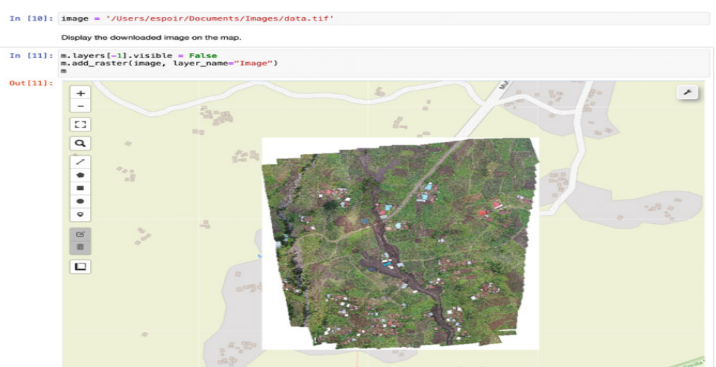 In [10]: image = '/Users/espoir/Documents/Images/data.tif'
Display the downloaded image on the map.
In [11]: m.layers[-1].visible = False
m.add_raster(image, layer_name="Image")
m
Out[11]:
+
−